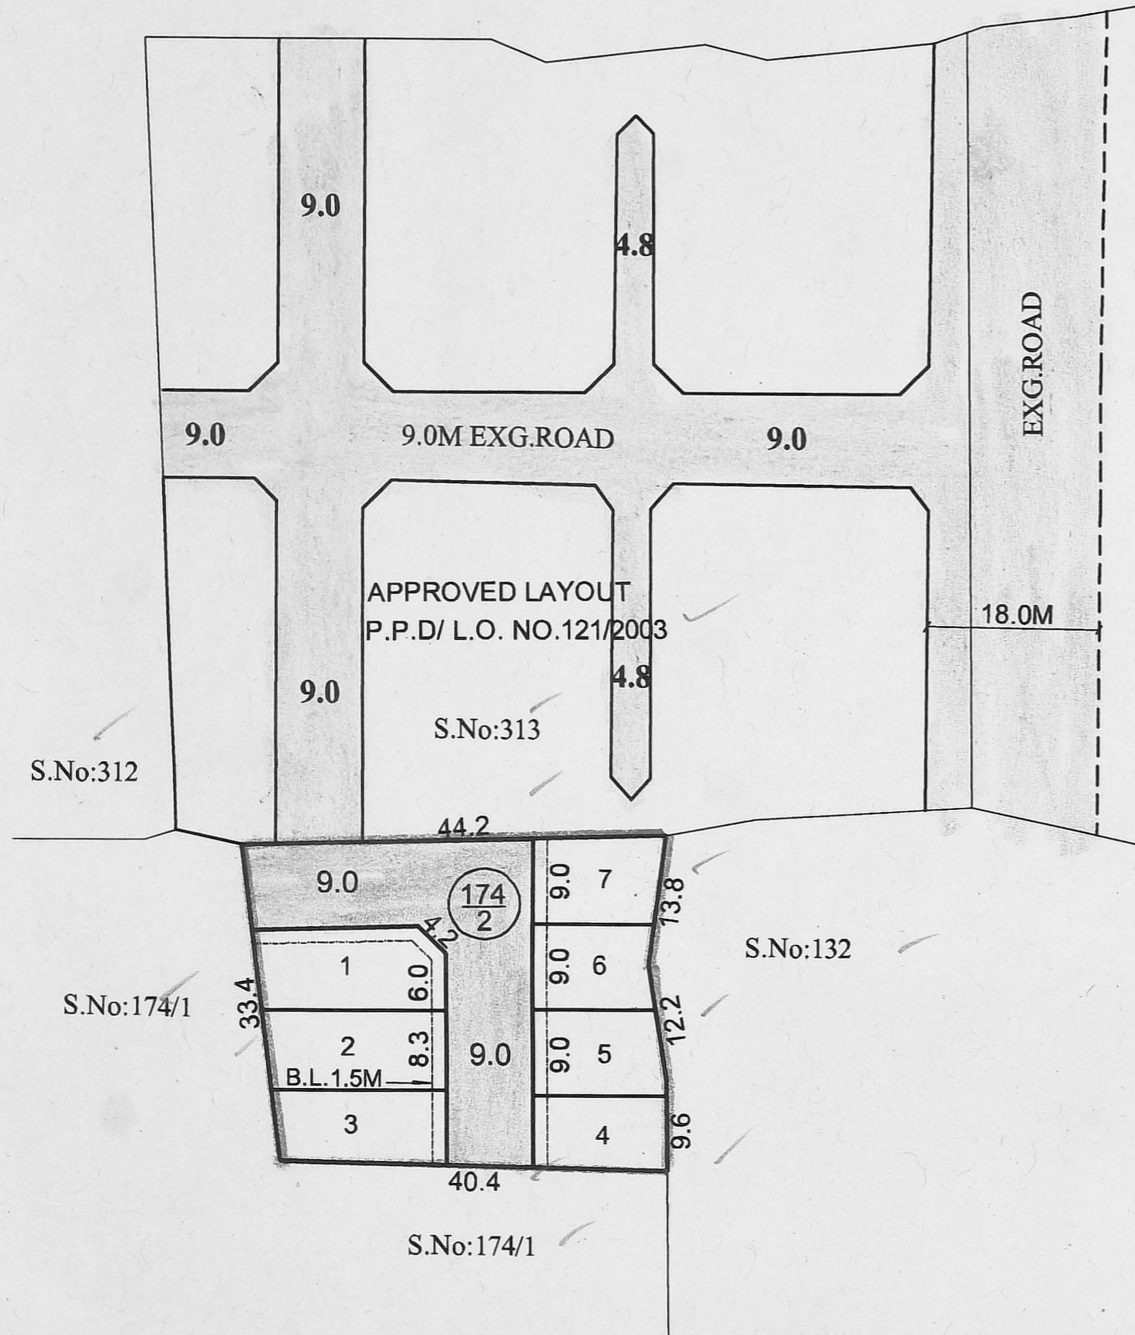 9.0
4.8
EXG.ROAD
9.0
9.0M EXG.ROAD
9.0
APPROVED LAYOUT
P.P.D/ L.O. NO.121/2003
18.0M
4.8
9.0
S.No:313
S.No:312
44.2
9.0
174
2
9.0
7
13.8
4.2
S.No:132
1
6.0
9.0
6
33.4
S.No:174/1
12.2
2
8.3
9.0
9.0
5
B.L.1.5M
3
4
9.6
40.4
S.No:174/1